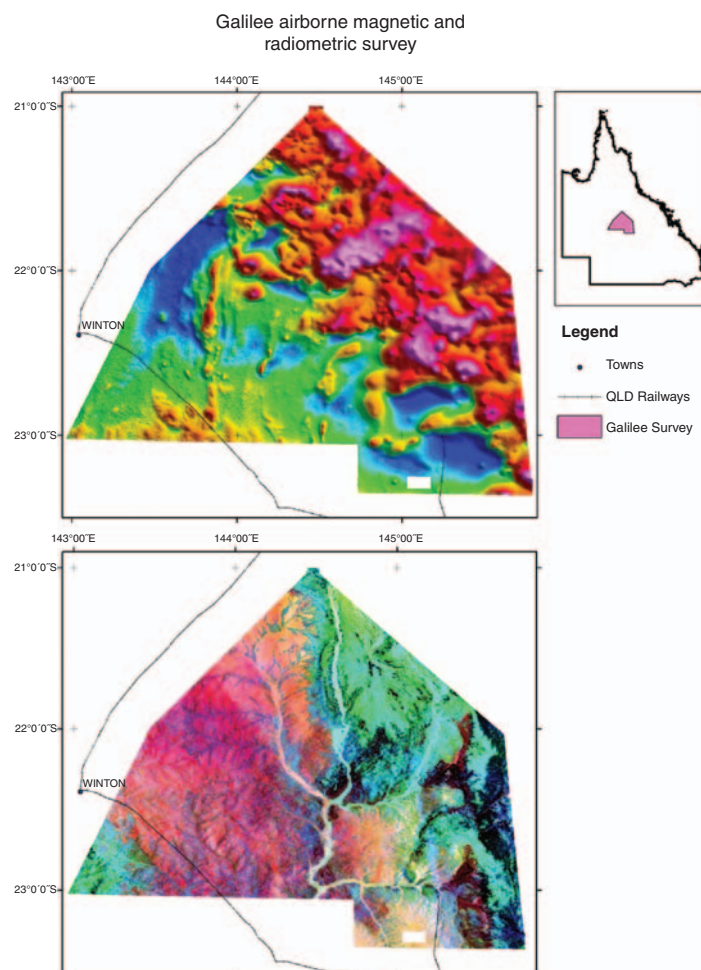 Galilee airborne magnetic and
radiometric survey
143°00˝E 144°00˝E 145°00˝E
21°0.0˝S
22°0.0˝S
WINTON
23°0.0˝S
Legend
Towns
QLD Railways
Galilee Survey
143°00˝E 144°00˝E 145°00˝E
21°0´0˝S
22°0´0˝S
WINTON
23°0´0˝S